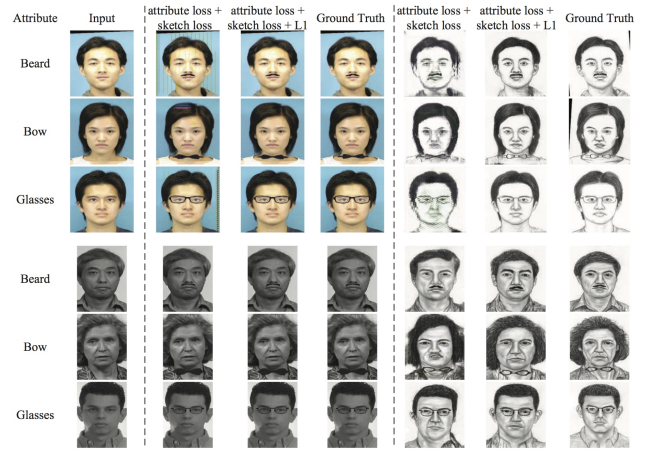 Attribute Input attribute loss + attribute loss + Ground Truth attribute loss + attribute loss + Ground Truth
sketch loss sketch loss + L1 sketch loss sketch loss + L1
Beard
Bow
Glasses
Beard
Bow
Glasses